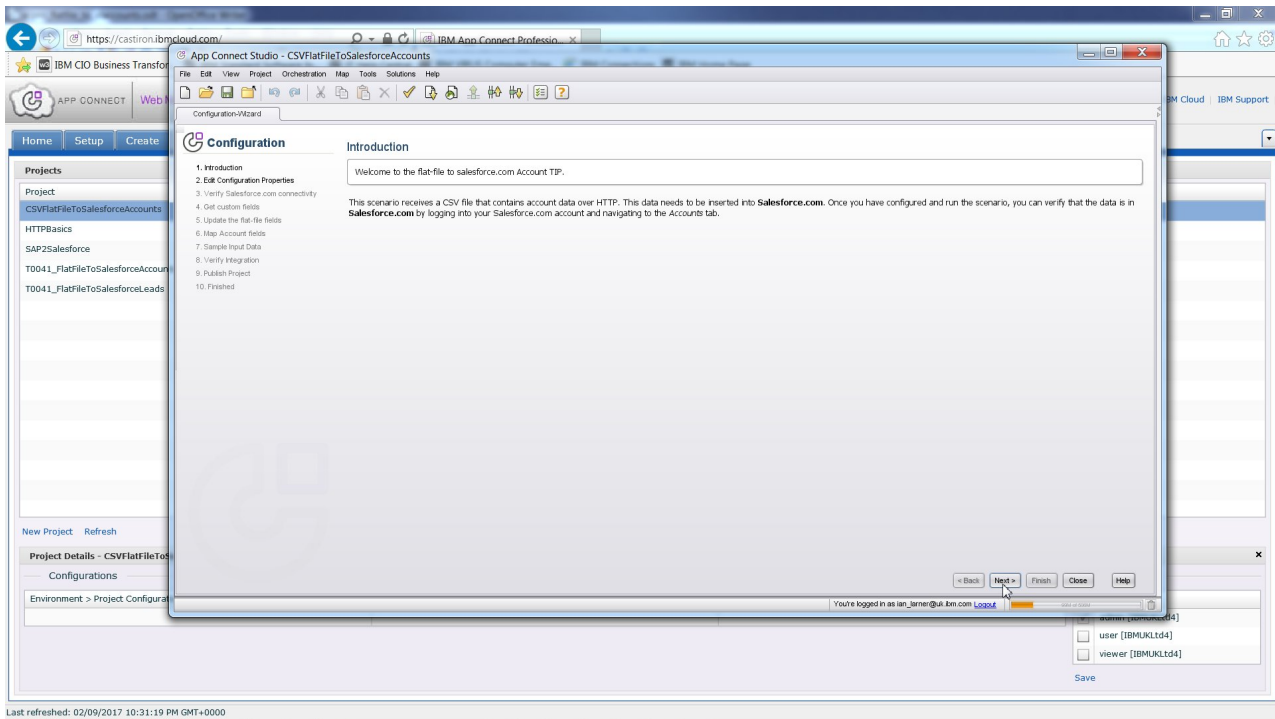 https://castiron.ibmcloud.com/
IBM App Connect Professio...
IBM CIO Business Transfor
APP CONNECT
Web M
IBM Cloud | IBM Support
Home Setup Create
Projects
Project
CSVFlatFileToSalesforceAccounts
HTTPBasics
SAP2Salesforce
T0041_FlatFileToSalesforceAccoun
T0041_FlatFileToSalesforceLeads
New Project Refresh
Project Details - CSVFlatFileToS
Configurations
Environment > Project Configurat
App Connect Studio - CSVFlatFileToSalesforceAccounts
File Edit View Project Orchestration Map Tools Solutions Help
Configuration-Wizard
Configuration
1. Introduction
2. Edit Configuration Properties
3. Verify Salesforce.com connectivity
4. Get custom fields
5. Update the flat-file fields
6. Map Account fields
7. Sample Input Data
8. Verify Integration
9. Publish Project
10. Finished
Introduction
Welcome to the flat-file to salesforce.com Account TIP.
This scenario receives a CSV file that contains account data over HTTP. This data needs to be inserted into Salesforce.com. Once you have configured and run the scenario, you can verify that the data is in
Salesforce.com by logging into your Salesforce.com account and navigating to the Accounts tab.
< Back Next > Finish Close Help
You're logged in as ian_larner@uk.ibm.com Logout
admin [IBMUKLtd4]
user [IBMUKLtd4]
viewer [IBMUKLtd4]
Save
Last refreshed: 02/09/2017 10:31:19 PM GMT+0000